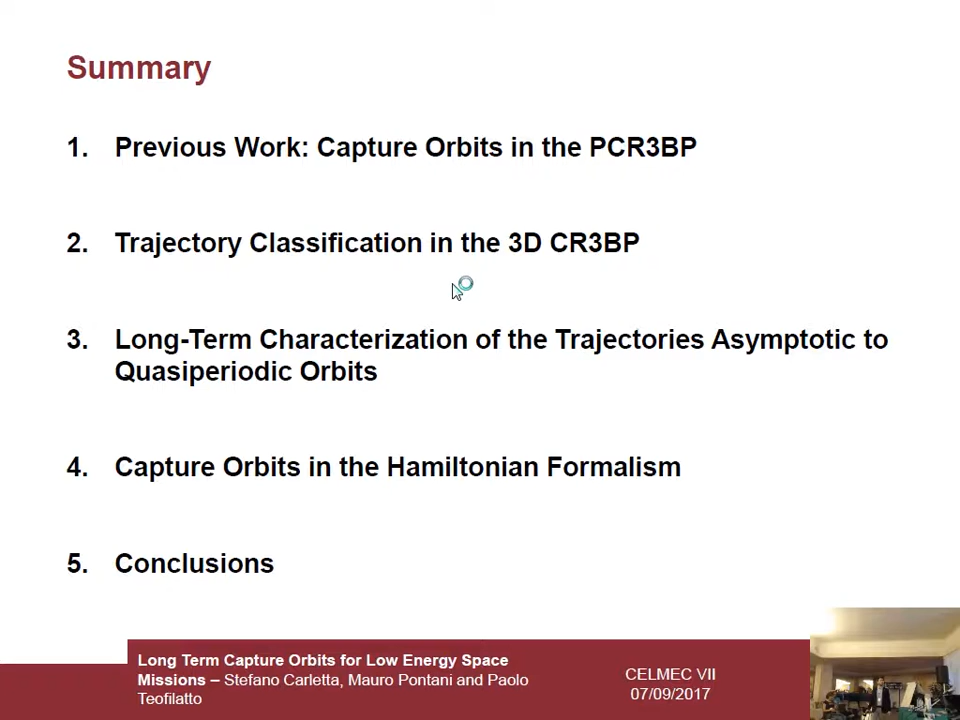 Summary
1. Previous Work: Capture Orbits in the PCR3BP
2. Trajectory Classification in the 3D CR3BP
3. Long-Term Characterization of the Trajectories Asymptotic to
Quasiperiodic Orbits
4. Capture Orbits in the Hamiltonian Formalism
5. Conclusions
Long Term Capture Orbits for Low Energy Space
Missions – Stefano Carletta, Mauro Pontani and Paolo
Teofilatto
CELMEC VII
07/09/2017